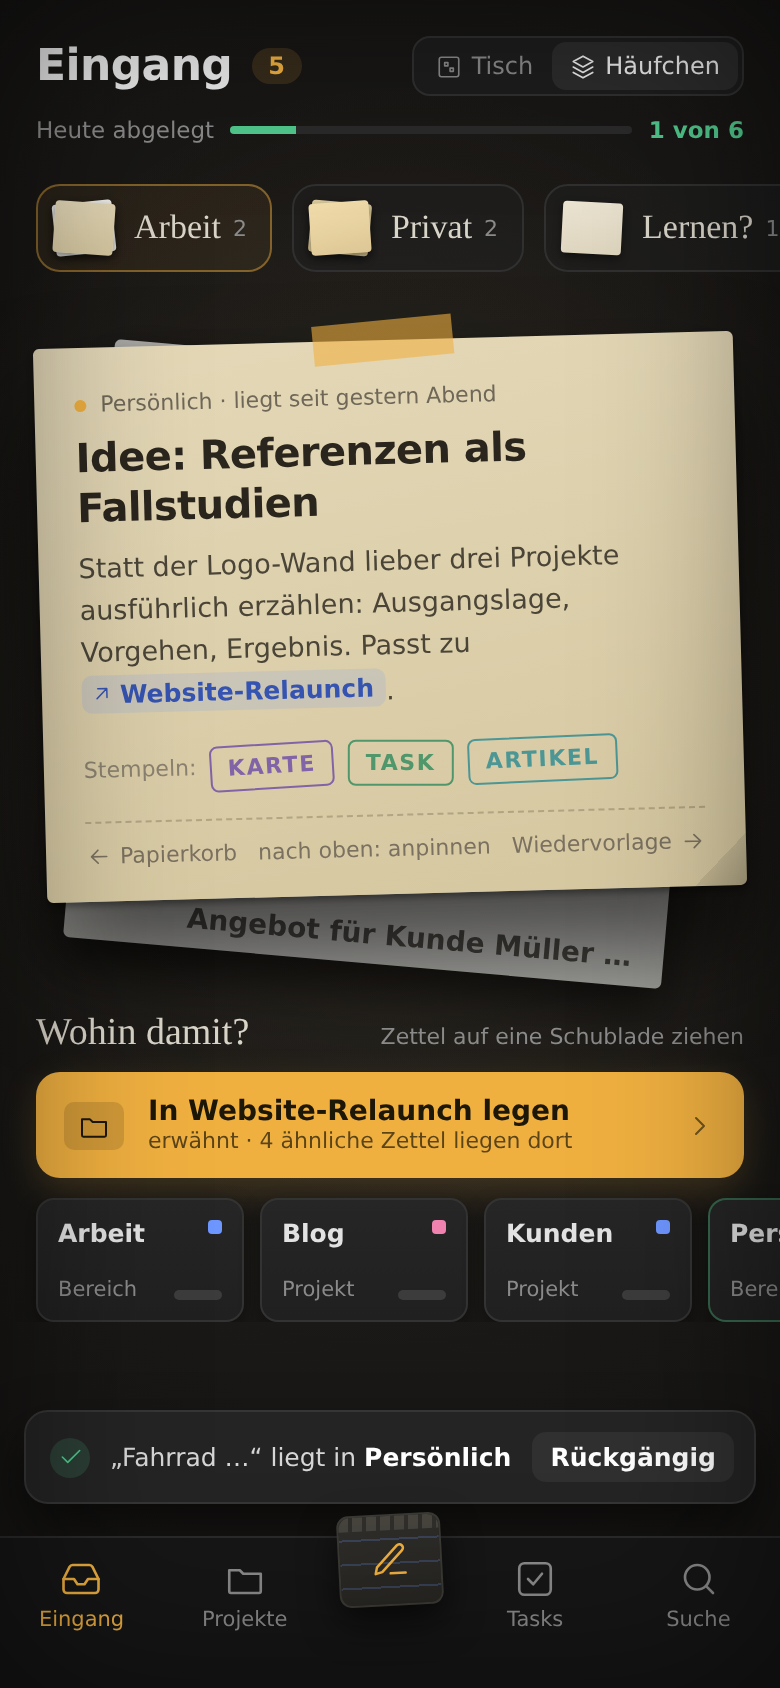 Eingang 5 Tisch Häufchen
Heute abgelegt 1 von 6
Arbeit 2 Privat 2 Lernen? 1
Persönlich · liegt seit gestern Abend
Idee: Referenzen als
Fallstudien
Statt der Logo-Wand lieber drei Projekte
ausführlich erzählen: Ausgangslage,
Vorgehen, Ergebnis. Passt zu
Website-Relaunch.
Stempeln: KARTE TASK ARTIKEL
← Papierkorb nach oben: anpinnen Wiedervorlage →
Angebot für Kunde Müller ...
Wohin damit? Zettel auf eine Schublade ziehen
In Website-Relaunch legen
erwähnt · 4 ähnliche Zettel liegen dort
Arbeit Blog Kunden Pers
Bereich Projekt Projekt Bere
„Fahrrad ...“ liegt in Persönlich Rückgängig
Eingang Projekte Tasks Suche